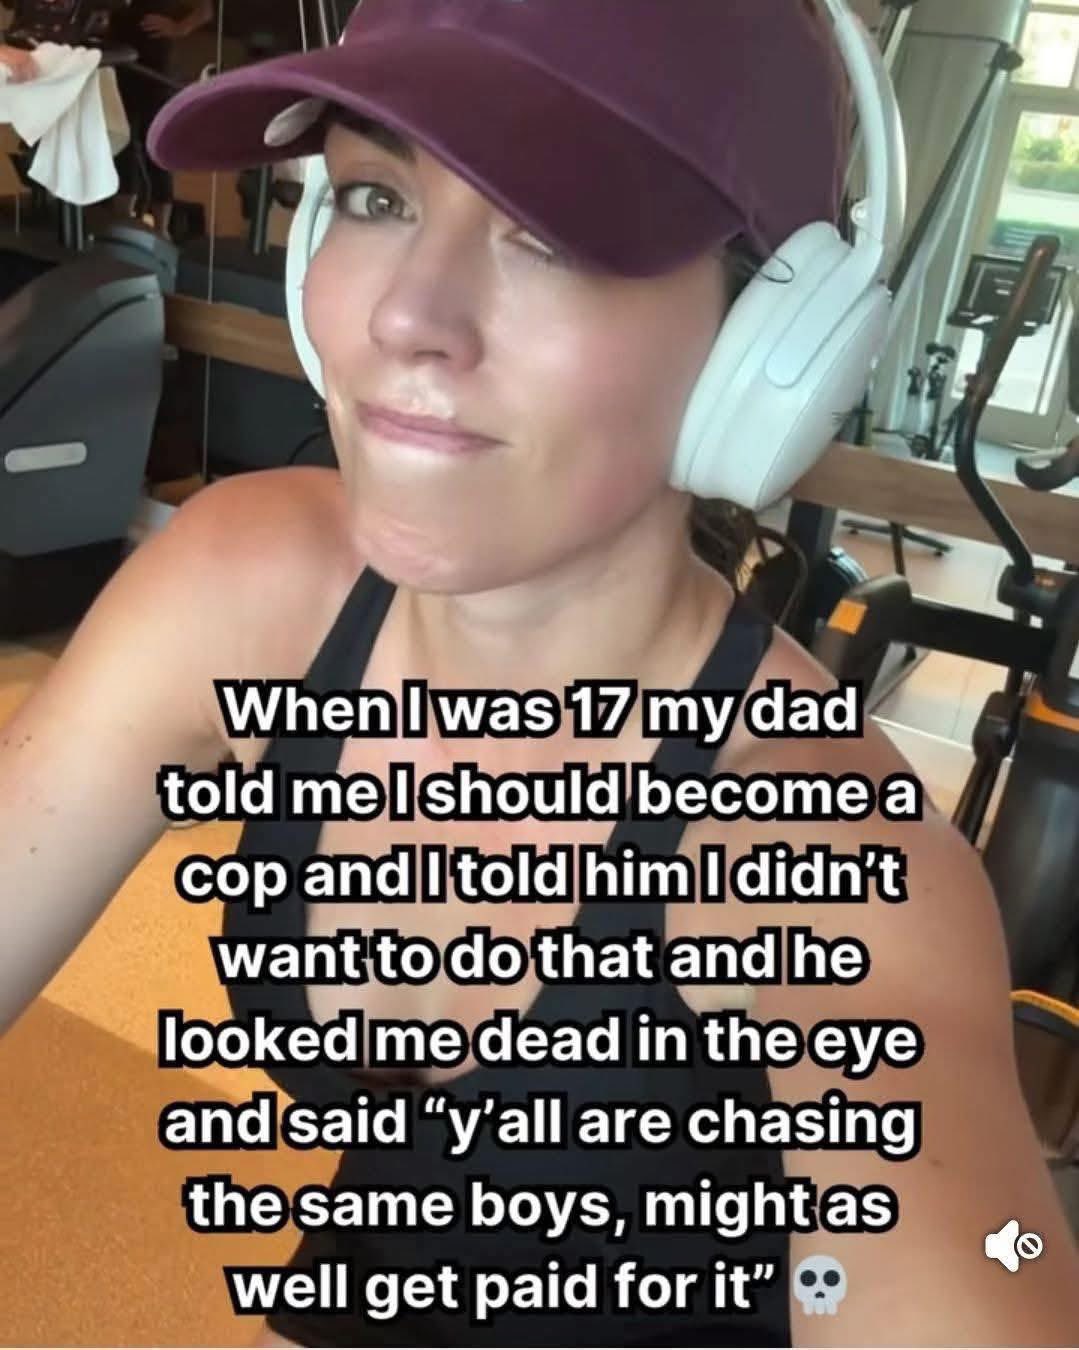 When I was 17 my dad
told me I should become a
cop and I told him I didn't
want to do that and he
looked me dead in the eye
and said “y’all are chasing
the same boys, might as
well get paid for it” 💀